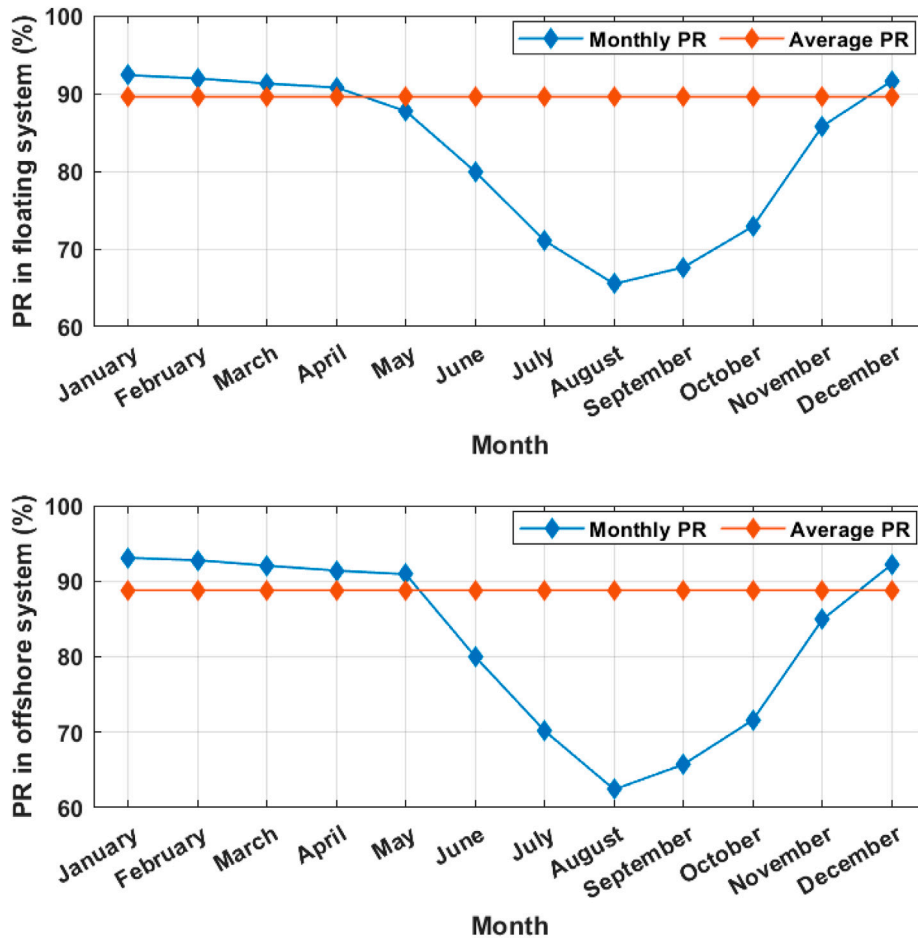 PR in floating system (%)
100
90
80
70
60
Monthly PR
Average PR
January
February
March
April
May
June
July
August
September
October
November
December
Month
PR in offshore system (%)
100
90
80
70
60
Monthly PR
Average PR
January
February
March
April
May
June
July
August
September
October
November
December
Month